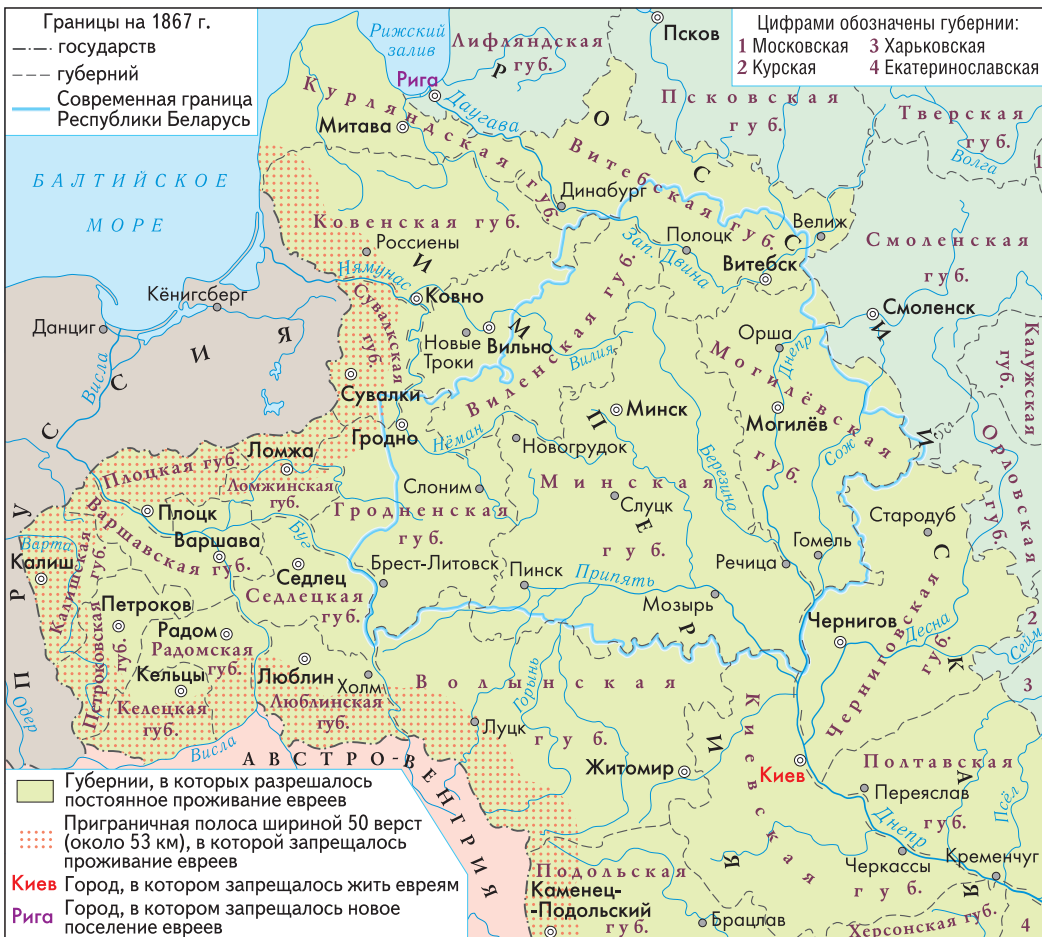 Границы на 1867 г.
государств
губерний
Современная граница
Республики Беларусь
Цифрами обозначены губернии:
1 Московская 3 Харьковская
2 Курская 4 Екатеринославская
Рижский
залив
Лифляндская
губ.
Псков
Рига
Даугава
Курляндская
губ.
Митава
Псковская
губ.
Тверская
губ.
Волга
1
БАЛТИЙСКОЕ
МОРЕ
Витебская
губ.
Динабург
Велиж
Ковенская губ.
Россиены
Полоцк
Зап. Двина
Витебск
Смоленская
губ.
Нямунас
Кёнигсберг
Ковно
Сувалкская
губ.
Данциг
Новые
Троки
Вильно
Вилия
Виленская губ.
Смоленск
Орша
Днепр
Калужская
губ.
Висла
Сувалки
Могилёвская
губ.
Минск
Могилёв
Гродно
Нёман
Новогрудок
Березина
Сож
Орловская
губ.
Ломжа
Плоцкая губ.
Ломжинская
губ.
Слоним
Минская
губ.
Слуцк
Гродненская
губ.
Плоцк
Варшавская губ.
Буг
Стародуб
Варта
Варшава
Калиш
Калишская
губ.
Седлец
Седлецкая
губ.
Брест-Литовск
Пинск
Припять
Гомель
Речица
Мозырь
Петроков
Петроковская
губ.
Радом
Радомская
губ.
Чернигов
Десна
2
Сейм
Черниговская
губ.
3
Кельцы
Келецкая
губ.
Люблин
Холм
Люблинская
губ.
Волынская
губ.
Горынь
Одер
Луцк
Висла
Киевская
губ.
Житомир
Киев
Полтавская
губ.
Переяслав
Псёл
Днепр
Черкассы
Кременчуг
Подольская
губ.
Каменец-
-Подольский
Брацлав
Херсонская губ.
4
ПРУССИЯ
АВСТРО-ВЕНГРИЯ
РОССИЙСКАЯ
ИМПЕРИЯ
Губернии, в которых разрешалось
постоянное проживание евреев
Приграничная полоса шириной 50 верст
(около 53 км), в которой запрещалось
проживание евреев
Киев Город, в котором запрещалось жить евреям
Рига Город, в котором запрещалось новое
поселение евреев